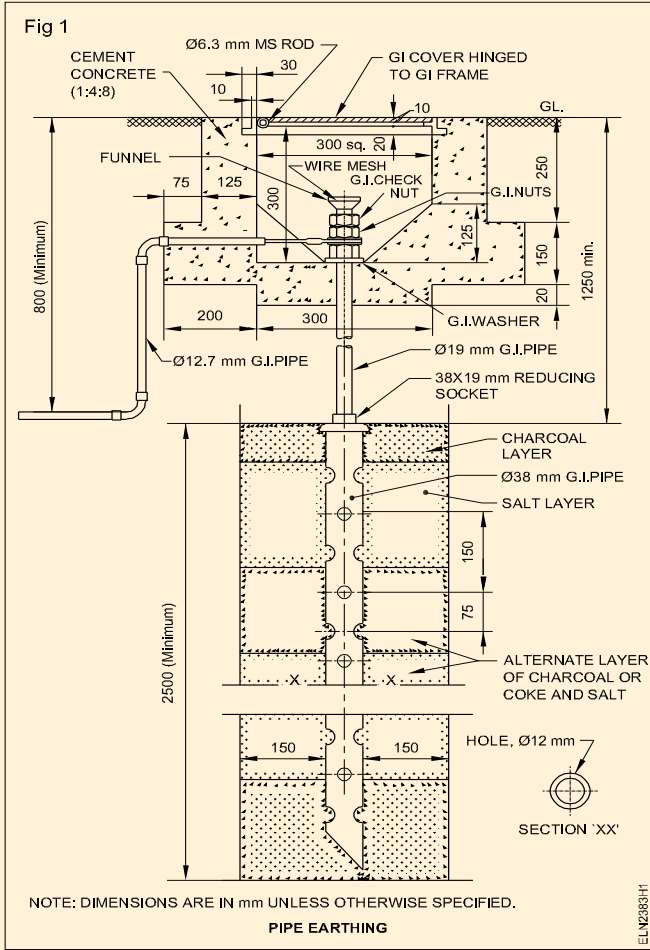 Fig 1
Ø6.3 mm MS ROD
30
CEMENT
CONCRETE
(1:4:8)
10
GI COVER HINGED
TO GI FRAME
10
GL.
300 sq.
20
FUNNEL
WIRE MESH
G.I.CHECK
NUT
G.I.NUTS
75
125
300
250
125
150
20
800 (Minimum)
1250 min.
200
300
G.I.WASHER
Ø12.7 mm G.I.PIPE
Ø19 mm G.I.PIPE
38X19 mm REDUCING
SOCKET
CHARCOAL
LAYER
Ø38 mm G.I.PIPE
SALT LAYER
150
75
2500 (Minimum)
ALTERNATE LAYER
OF CHARCOAL OR
COKE AND SALT
X X
150
150
HOLE, Ø12 mm
SECTION 'XX'
NOTE: DIMENSIONS ARE IN mm UNLESS OTHERWISE SPECIFIED.
PIPE EARTHING
ELN2383H1